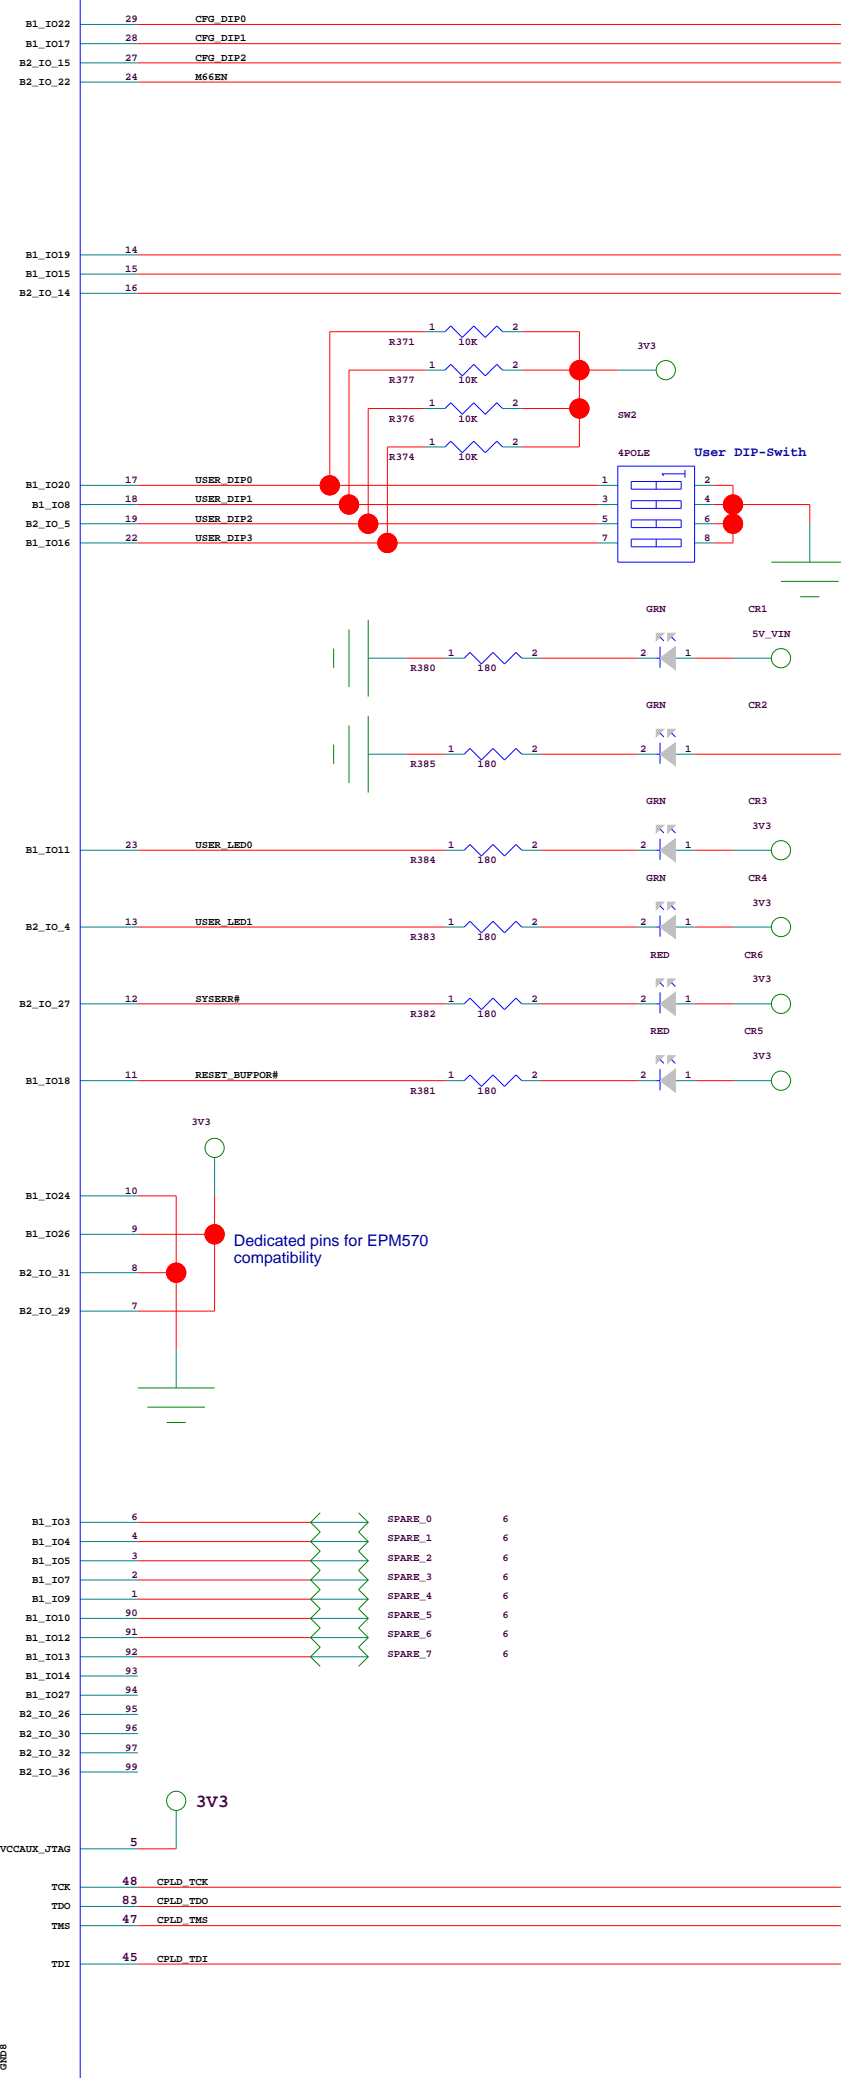 B1_IO22 29 CFG_DIP0
B1_IO17 28 CFG_DIP1
B2_IO_15 27 CFG_DIP2
B2_IO_22 24 M66EN
B1_IO19 14
B1_IO15 15
B2_IO_14 16
1 2
R371 10K
3V3
1 2
R377 10K
1 2
R376 10K
SW2
1 2
R374 10K
4POLE User DIP-Swith
B1_IO20 17 USER_DIP0 1 2
B1_IO8 18 USER_DIP1 3 4
B2_IO_5 19 USER_DIP2 5 6
B1_IO16 22 USER_DIP3 7 8
GRN CR1
5V_VIN
1 2 2 1
R380 180
GRN CR2
1 2 2 1
R385 180
GRN CR3
3V3
B1_IO11 23 USER_LED0 1 2 2 1
R384 180
GRN CR4
3V3
B2_IO_4 13 USER_LED1 1 2 2 1
R383 180
RED CR6
3V3
B2_IO_27 12 SYSERR# 1 2 2 1
R382 180
RED CR5
3V3
B1_IO18 11 RESET_BUFPOR# 1 2 2 1
R381 180
3V3
B1_IO24 10
B1_IO26 9
Dedicated pins for EPM570
compatibility
B2_IO_31 8
B2_IO_29 7
B1_IO3 6 SPARE_0 6
B1_IO4 4 SPARE_1 6
B1_IO5 3 SPARE_2 6
B1_IO7 2 SPARE_3 6
B1_IO9 1 SPARE_4 6
B1_IO10 90 SPARE_5 6
B1_IO12 91 SPARE_6 6
B1_IO13 92 SPARE_7 6
B1_IO14 93
B1_IO27 94
B2_IO_26 95
B2_IO_30 96
B2_IO_32 97
B2_IO_36 99
3V3
VCCAUX_JTAG 5
TCK 48 CPLD_TCK
TDO 83 CPLD_TDO
TMS 47 CPLD_TMS
TDI 45 CPLD_TDI
GND8